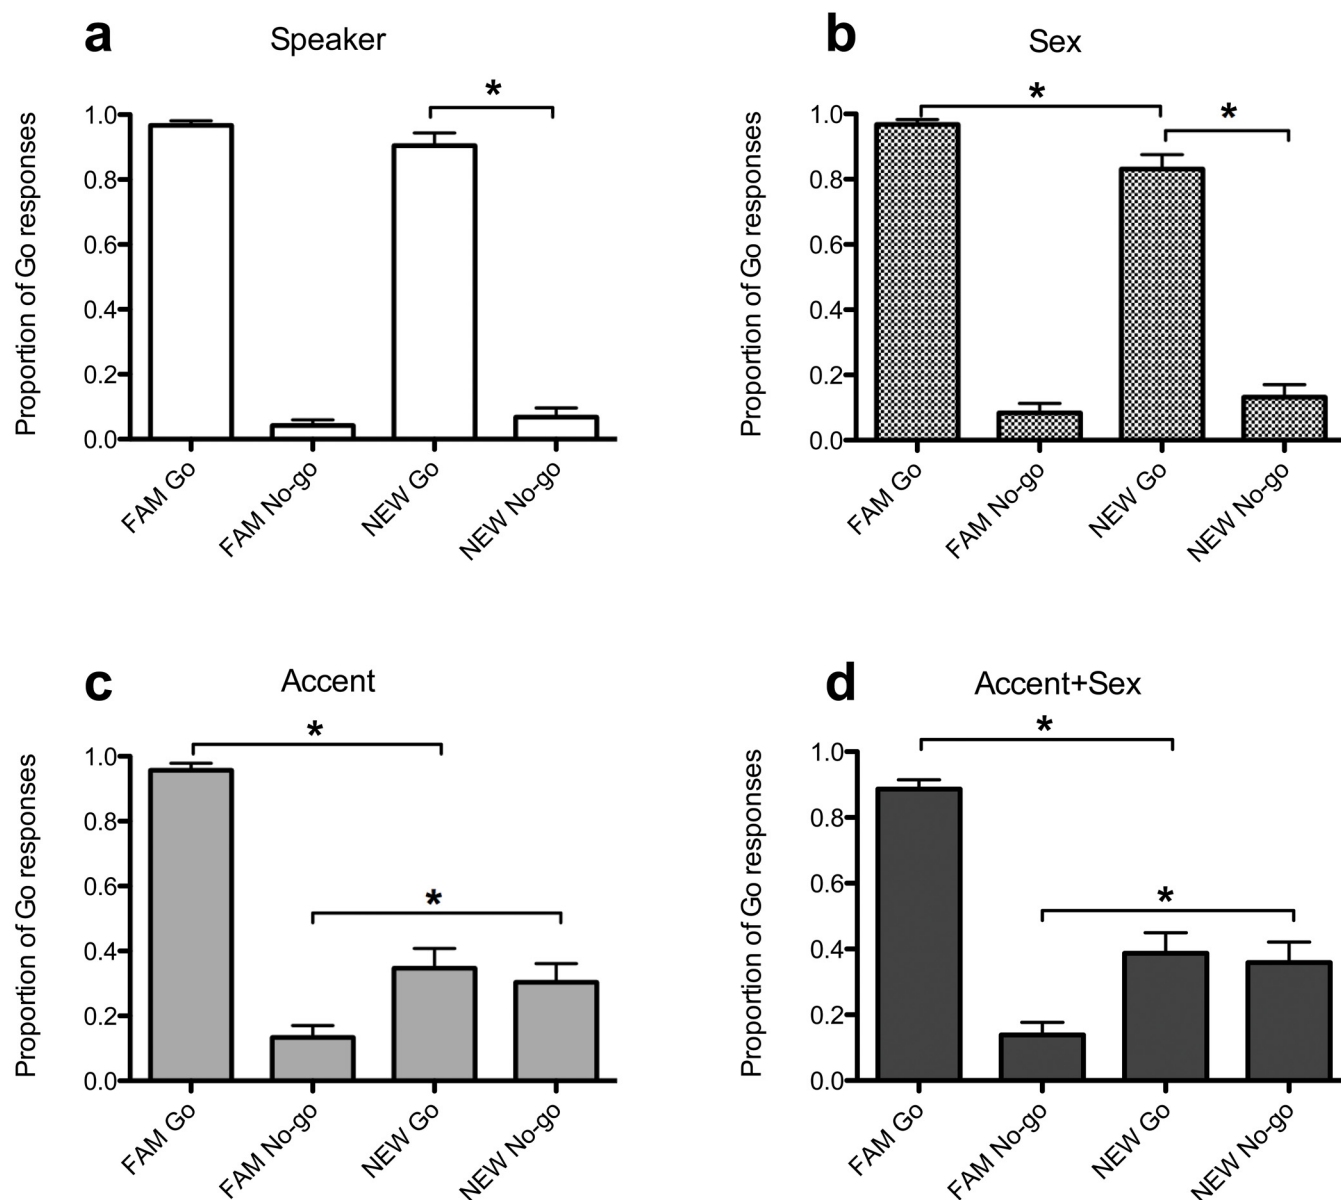 a
Speaker
*
Proportion of Go responses
1.0
0.8
0.6
0.4
0.2
0.0
FAM Go
FAM No-go
NEW Go
NEW No-go
b
Sex
*
*
Proportion of Go responses
1.0
0.8
0.6
0.4
0.2
0.0
FAM Go
FAM No-go
NEW Go
NEW No-go
c
Accent
*
*
Proportion of Go responses
1.0
0.8
0.6
0.4
0.2
0.0
FAM Go
FAM No-go
NEW Go
NEW No-go
d
Accent+Sex
*
*
Proportion of Go responses
1.0
0.8
0.6
0.4
0.2
0.0
FAM Go
FAM No-go
NEW Go
NEW No-go